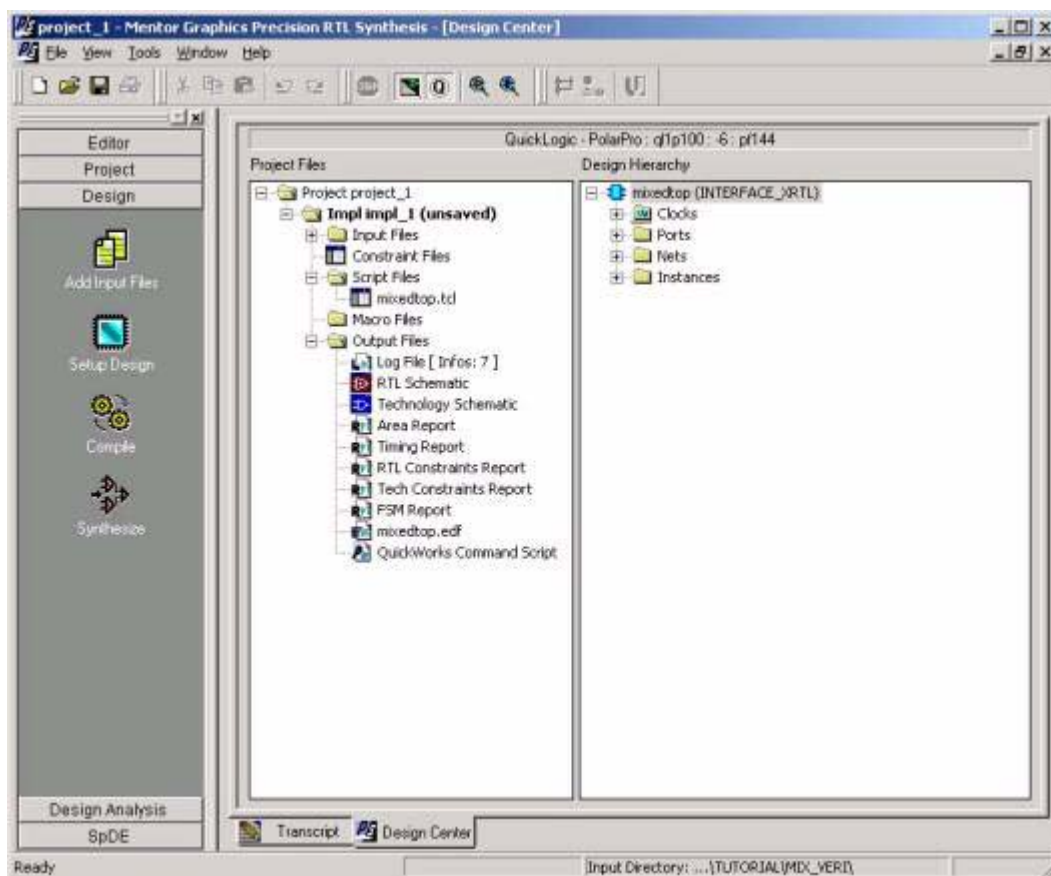 project_1 - Mentor Graphics Precision RTL Synthesis - [Design Center]
File View Tools Window Help
Editor
Project
Design
Add Input Files
Setup Design
Compile
Synthesize
Design Analysis
SpDE
QuickLogic - PolarPro : ql1p100 : -6 : pf144
Project Files
Project project_1
Impl impl_1 (unsaved)
Input Files
Constraint Files
Script Files
mixedtop.tcl
Macro Files
Output Files
Log File [ Infos: 7 ]
RTL Schematic
Technology Schematic
Area Report
Timing Report
RTL Constraints Report
Tech Constraints Report
FSM Report
mixedtop.edf
QuickWorks Command Script
Design Hierarchy
mixedtop (INTERFACE_XRTL)
Clocks
Ports
Nets
Instances
Transcript Design Center
Ready Input Directory: ...\TUTORIAL\MIX_VERI\